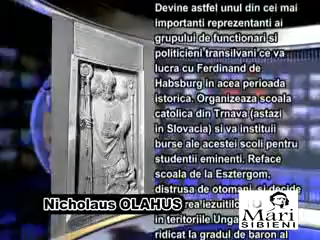 Devine astfel unul din cei mai
importanti reprezentanti ai
grupului de functionari si
politicieni transilvani ce va
lucra cu Ferdinand de
Habsburg in acea perioada
istorica. Organizeaza scoala
catolica din Trnava (astazi
in Slovacia) si va institui
burse ale acestei scoli pentru
studentii eminenti. Reface
scoala de la Esztergom,
distrusa de otomani, si decide
iezuitilo
in teritoriile Unga
ridicat la gradul de baron al
Nicholaus OLAHUS
Mari
SIBIENI